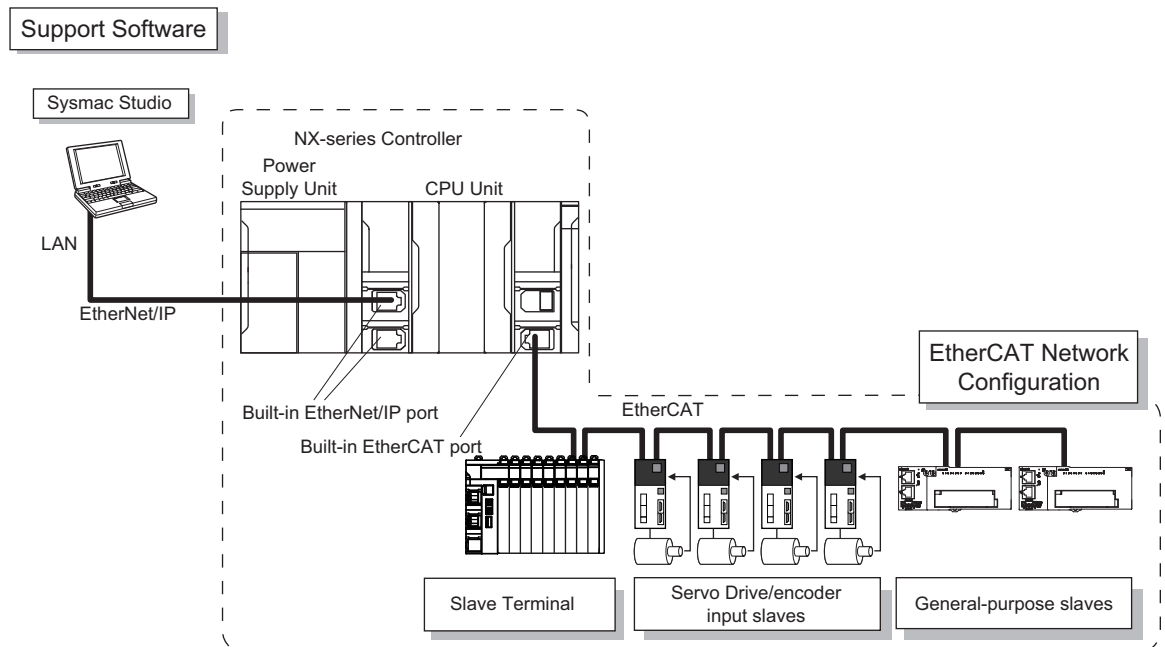 Support Software
Sysmac Studio
NX-series Controller
Power
Supply Unit
CPU Unit
LAN
EtherNet/IP
EtherCAT Network
Configuration
Built-in EtherNet/IP port
EtherCAT
Built-in EtherCAT port
Slave Terminal
Servo Drive/encoder
input slaves
General-purpose slaves